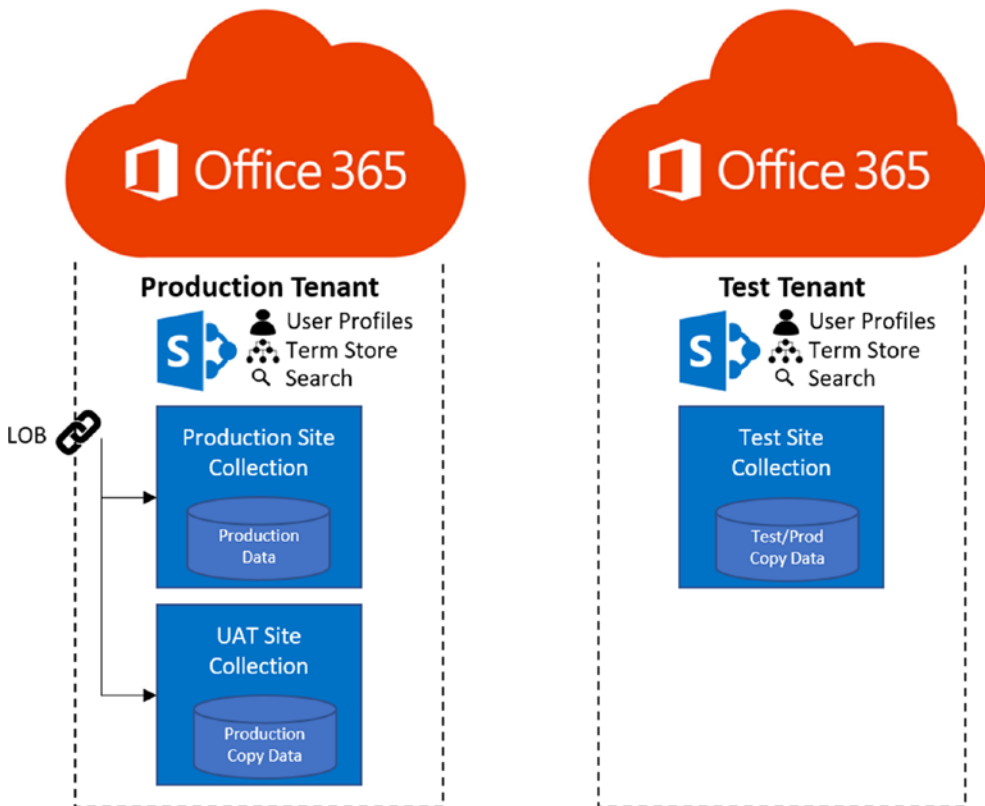 Office 365
Production Tenant
S
User Profiles
Term Store
Search
LOB
Production Site
Collection
Production
Data
UAT Site
Collection
Production
Copy Data
Office 365
Test Tenant
S
User Profiles
Term Store
Search
Test Site
Collection
Test/Prod
Copy Data